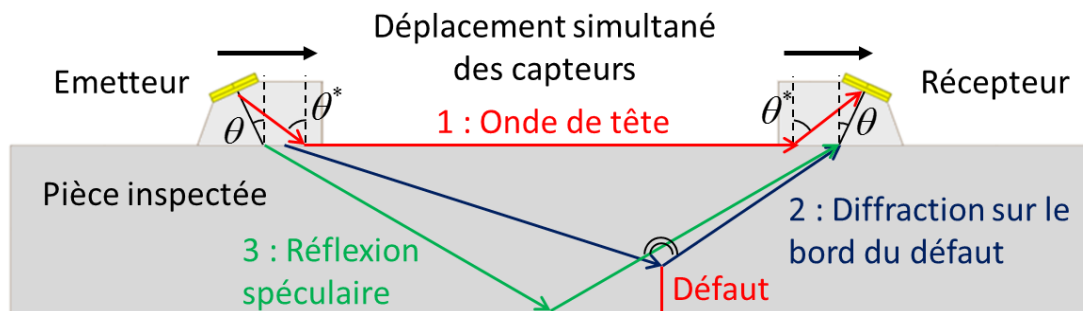 Déplacement simultané
des capteurs
Emetteur
Récepteur
θ
θ*
θ*
θ
1 : Onde de tête
Pièce inspectée
2 : Diffraction sur le
bord du défaut
3 : Réflexion
spéculaire
Défaut